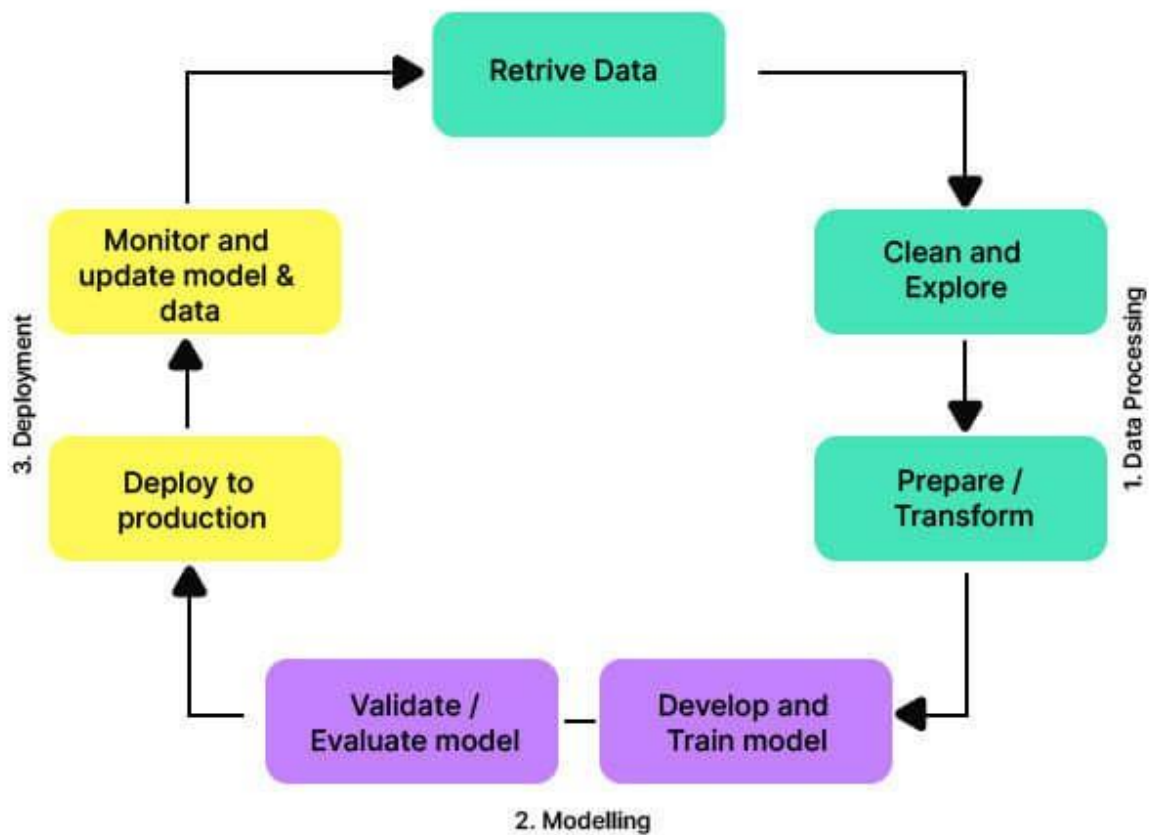 Retrive Data
Clean and
Explore
1. Data Processing
Prepare /
Transform
Develop and
Train model
Validate /
Evaluate model
2. Modelling
Deploy to
production
3. Deployment
Monitor and
update model &
data